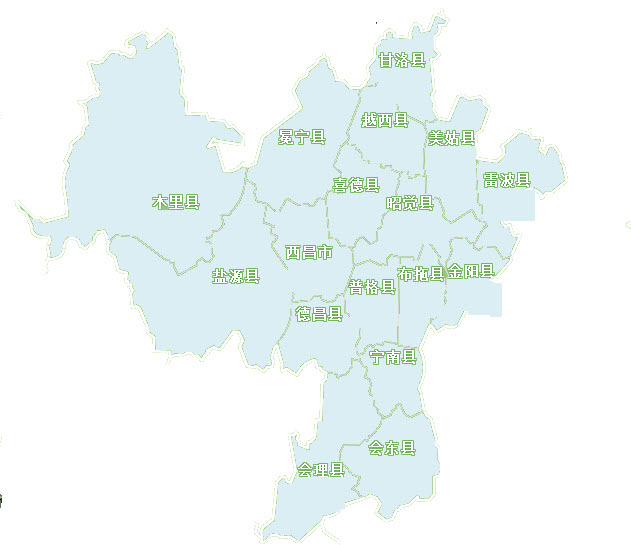 甘洛县
越西县
冕宁县
美姑县
雷波县
喜德县
木里县
昭觉县
西昌市
盐源县
布拖县
金阳县
普格县
德昌县
宁南县
会东县
会理县